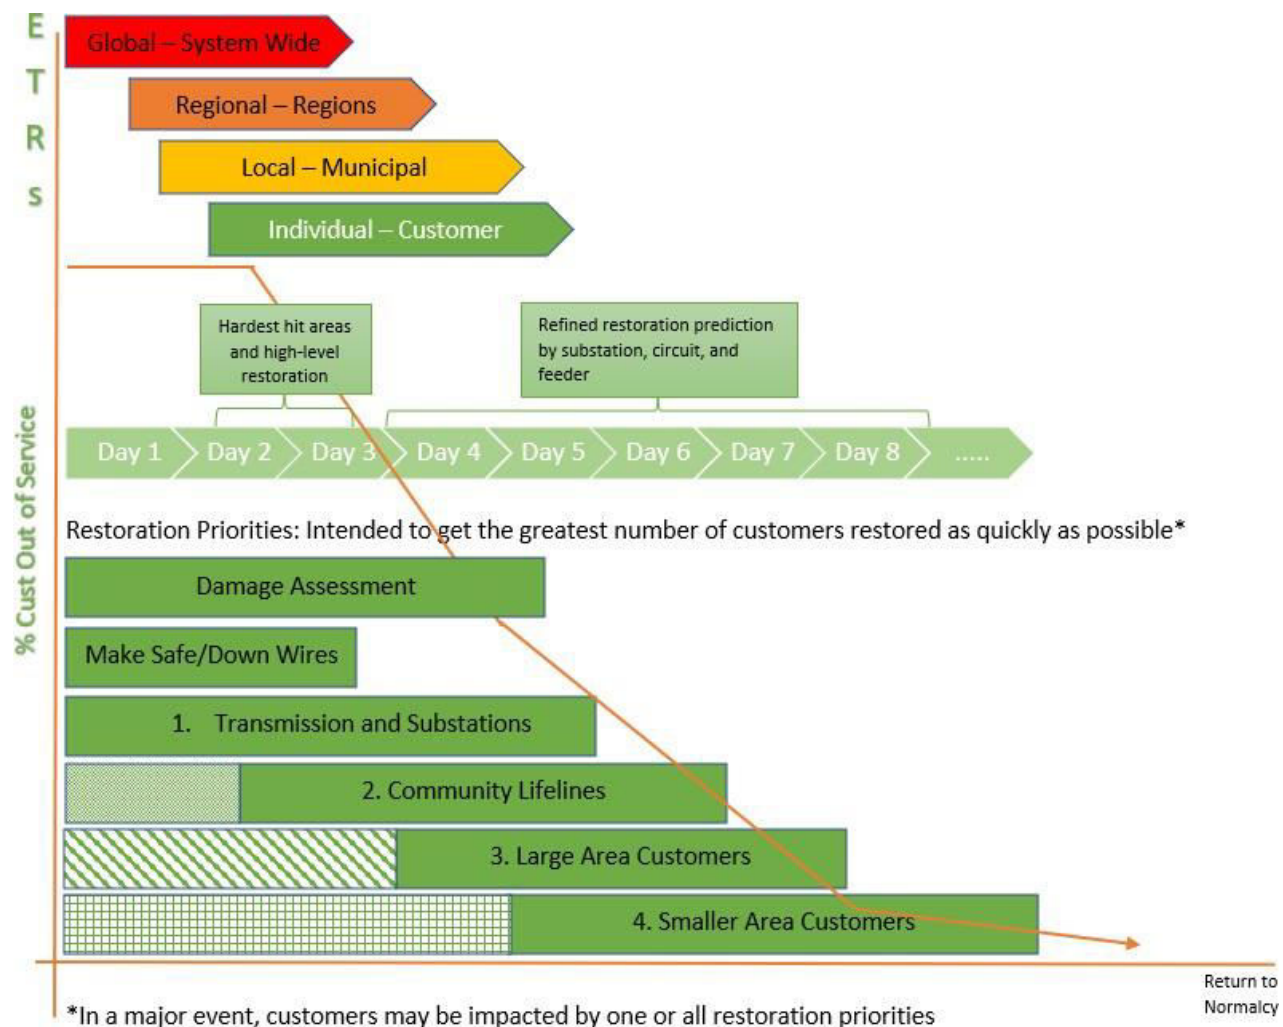 ETRs
Global – System Wide
Regional – Regions
Local – Municipal
Individual – Customer
Hardest hit areas
and high-level
restoration
Refined restoration prediction
by substation, circuit, and
feeder
% Cust Out of Service
Day 1 Day 2 Day 3 Day 4 Day 5 Day 6 Day 7 Day 8 .....
Restoration Priorities: Intended to get the greatest number of customers restored as quickly as possible*
Damage Assessment
Make Safe/Down Wires
1. Transmission and Substations
2. Community Lifelines
3. Large Area Customers
4. Smaller Area Customers
Return to
Normalcy
*In a major event, customers may be impacted by one or all restoration priorities